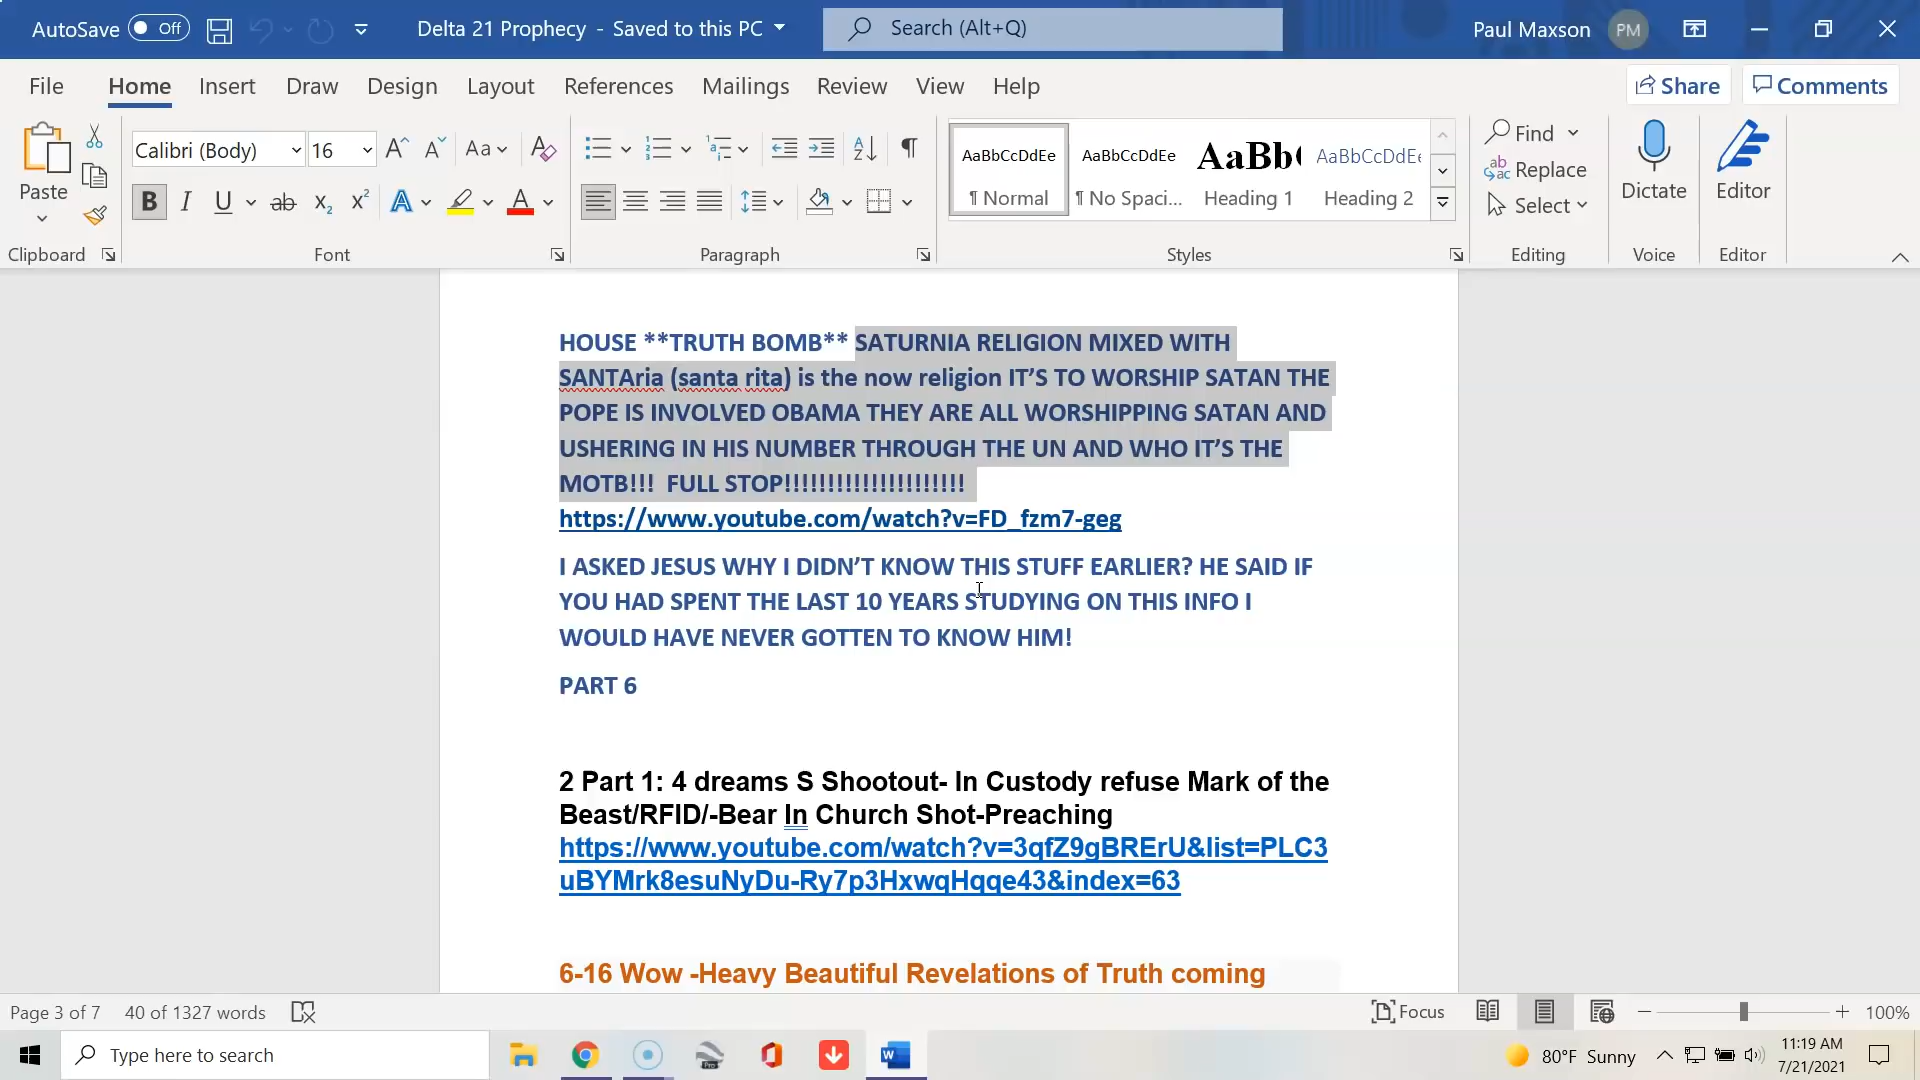 AutoSave Off Delta 21 Prophecy - Saved to this PC Search (Alt+Q) Paul Maxson PM
File Home Insert Draw Design Layout References Mailings Review View Help Share Comments
Paste
Calibri (Body) 16 Aa
AaBbCcDdEe AaBbCcDdEe AaBb( AaBbCcDdEe
¶ Normal ¶ No Spaci... Heading 1 Heading 2
Find
Replace
Select
Dictate Editor
Clipboard Font Paragraph Styles Editing Voice Editor
HOUSE **TRUTH BOMB** SATURNIA RELIGION MIXED WITH
SANTAria (santa rita) is the now religion IT’S TO WORSHIP SATAN THE
POPE IS INVOLVED OBAMA THEY ARE ALL WORSHIPPING SATAN AND
USHERING IN HIS NUMBER THROUGH THE UN AND WHO IT’S THE
MOTB!!!  FULL STOP!!!!!!!!!!!!!!!!!!!!!
https://www.youtube.com/watch?v=FD_fzm7-geg
I ASKED JESUS WHY I DIDN’T KNOW THIS STUFF EARLIER? HE SAID IF
YOU HAD SPENT THE LAST 10 YEARS STUDYING ON THIS INFO I
WOULD HAVE NEVER GOTTEN TO KNOW HIM!
PART 6
2 Part 1: 4 dreams S Shootout- In Custody refuse Mark of the
Beast/RFID/-Bear In Church Shot-Preaching
https://www.youtube.com/watch?v=3qfZ9gBRErU&list=PLC3
uBYMrk8esuNyDu-Ry7p3HxwqHqqe43&index=63
6-16 Wow -Heavy Beautiful Revelations of Truth coming
Page 3 of 7 40 of 1327 words Focus 100%
Type here to search 80°F Sunny 11:19 AM
7/21/2021